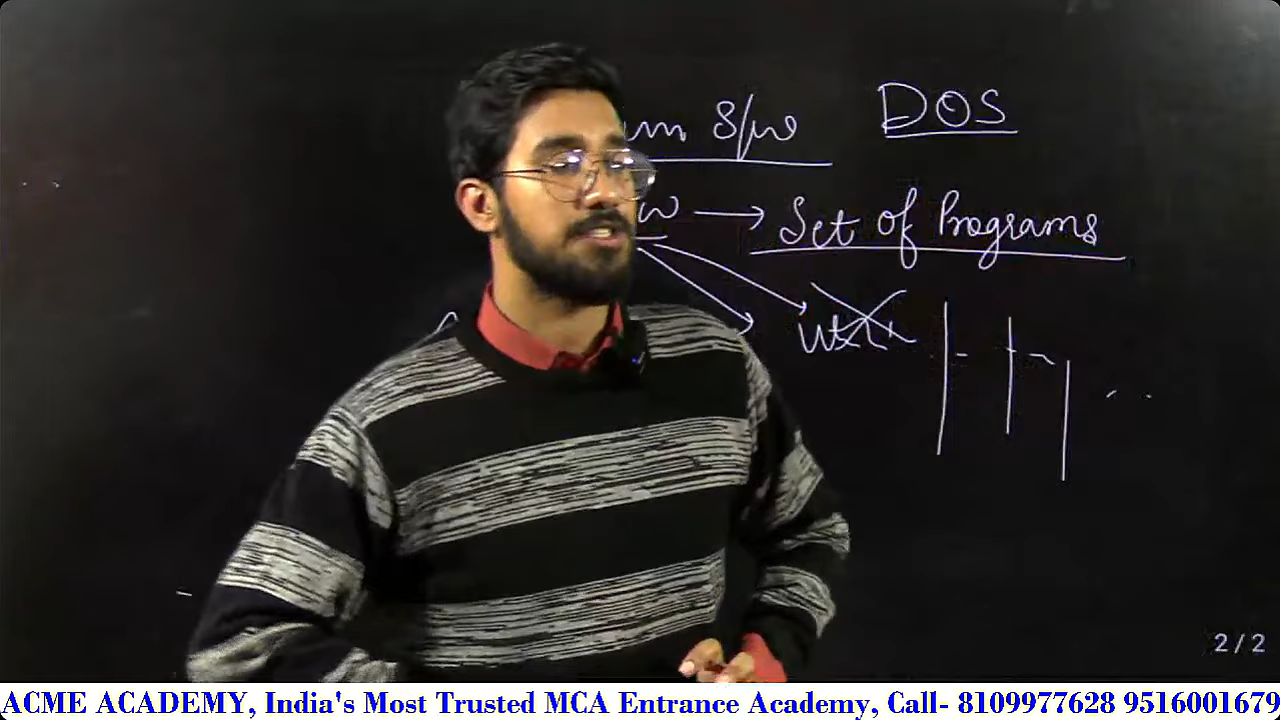 m S/w DOS
w → Set of Programs
2/2
ACME ACADEMY, India's Most Trusted MCA Entrance Academy, Call- 8109977628 9516001679